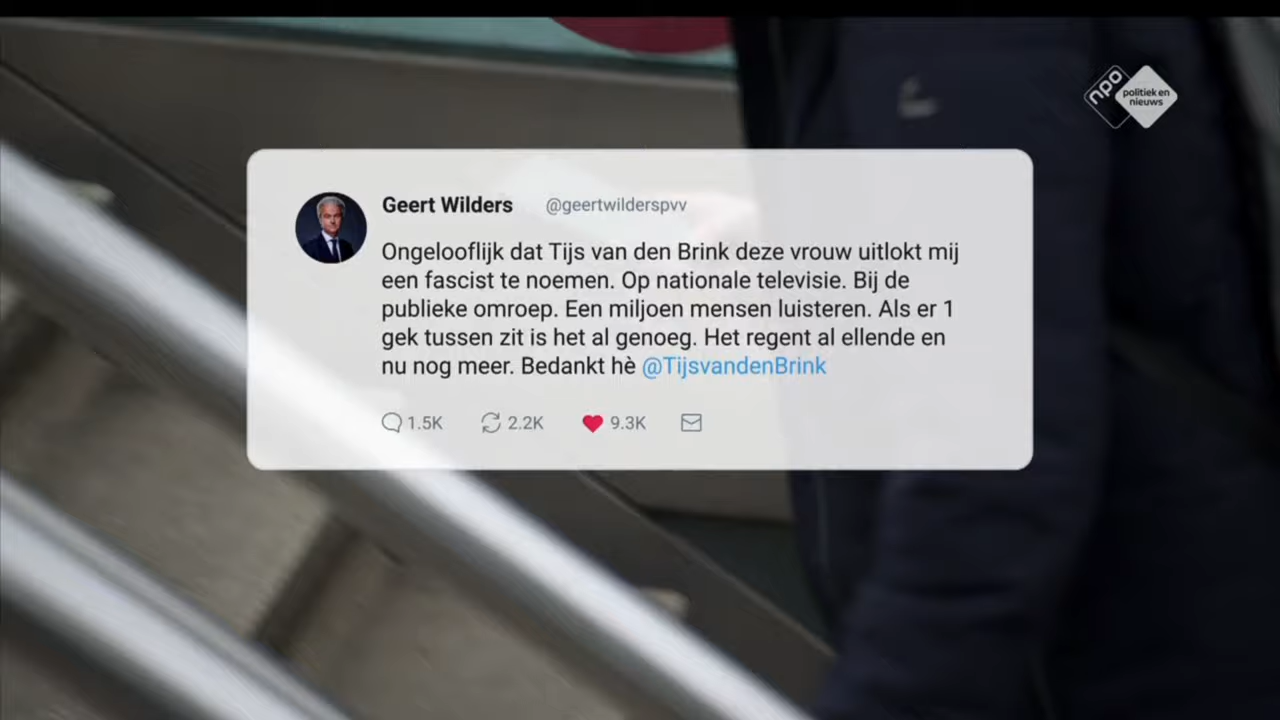 npo
politiek en
nieuws
Geert Wilders @geertwilderspvv
Ongelooflijk dat Tijs van den Brink deze vrouw uitlokt mij
een fascist te noemen. Op nationale televisie. Bij de
publieke omroep. Een miljoen mensen luisteren. Als er 1
gek tussen zit is het al genoeg. Het regent al ellende en
nu nog meer. Bedankt hè @TijsvandenBrink
1.5K 2.2K 9.3K